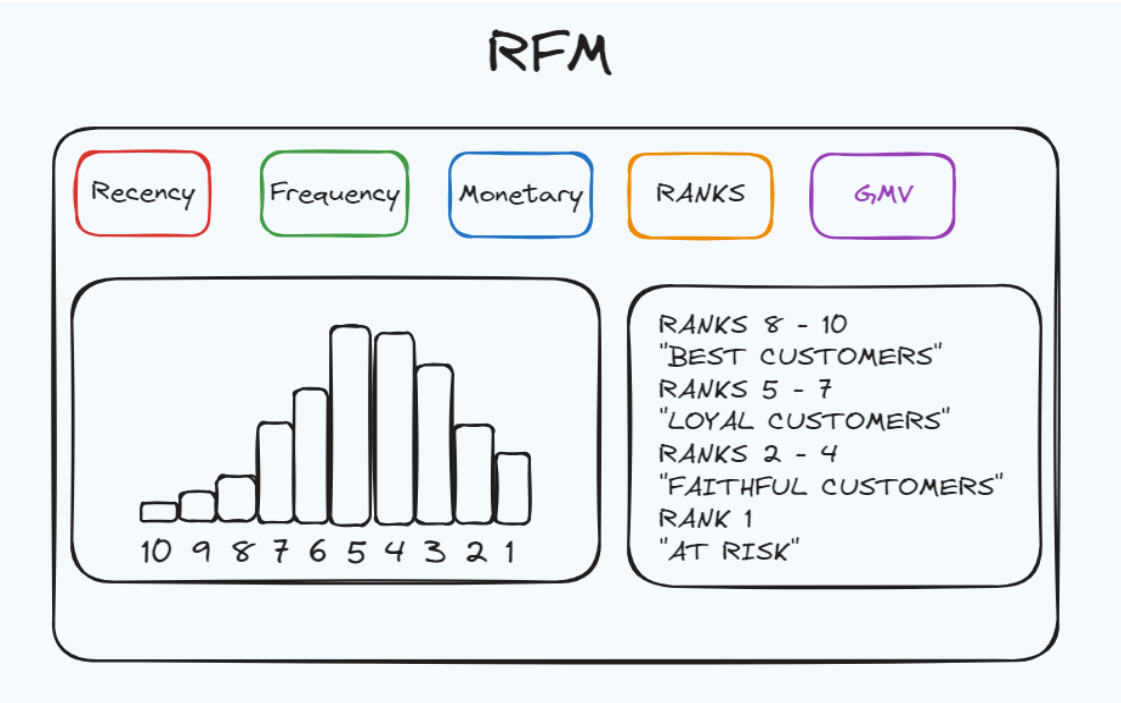 RFM
Recency
Frequency
Monetary
RANKS
GMV
10 9 8 7 6 5 4 3 2 1
RANKS 8 - 10
"BEST CUSTOMERS"
RANKS 5 - 7
"LOYAL CUSTOMERS"
RANKS 2 - 4
"FAITHFUL CUSTOMERS"
RANK 1
"AT RISK"